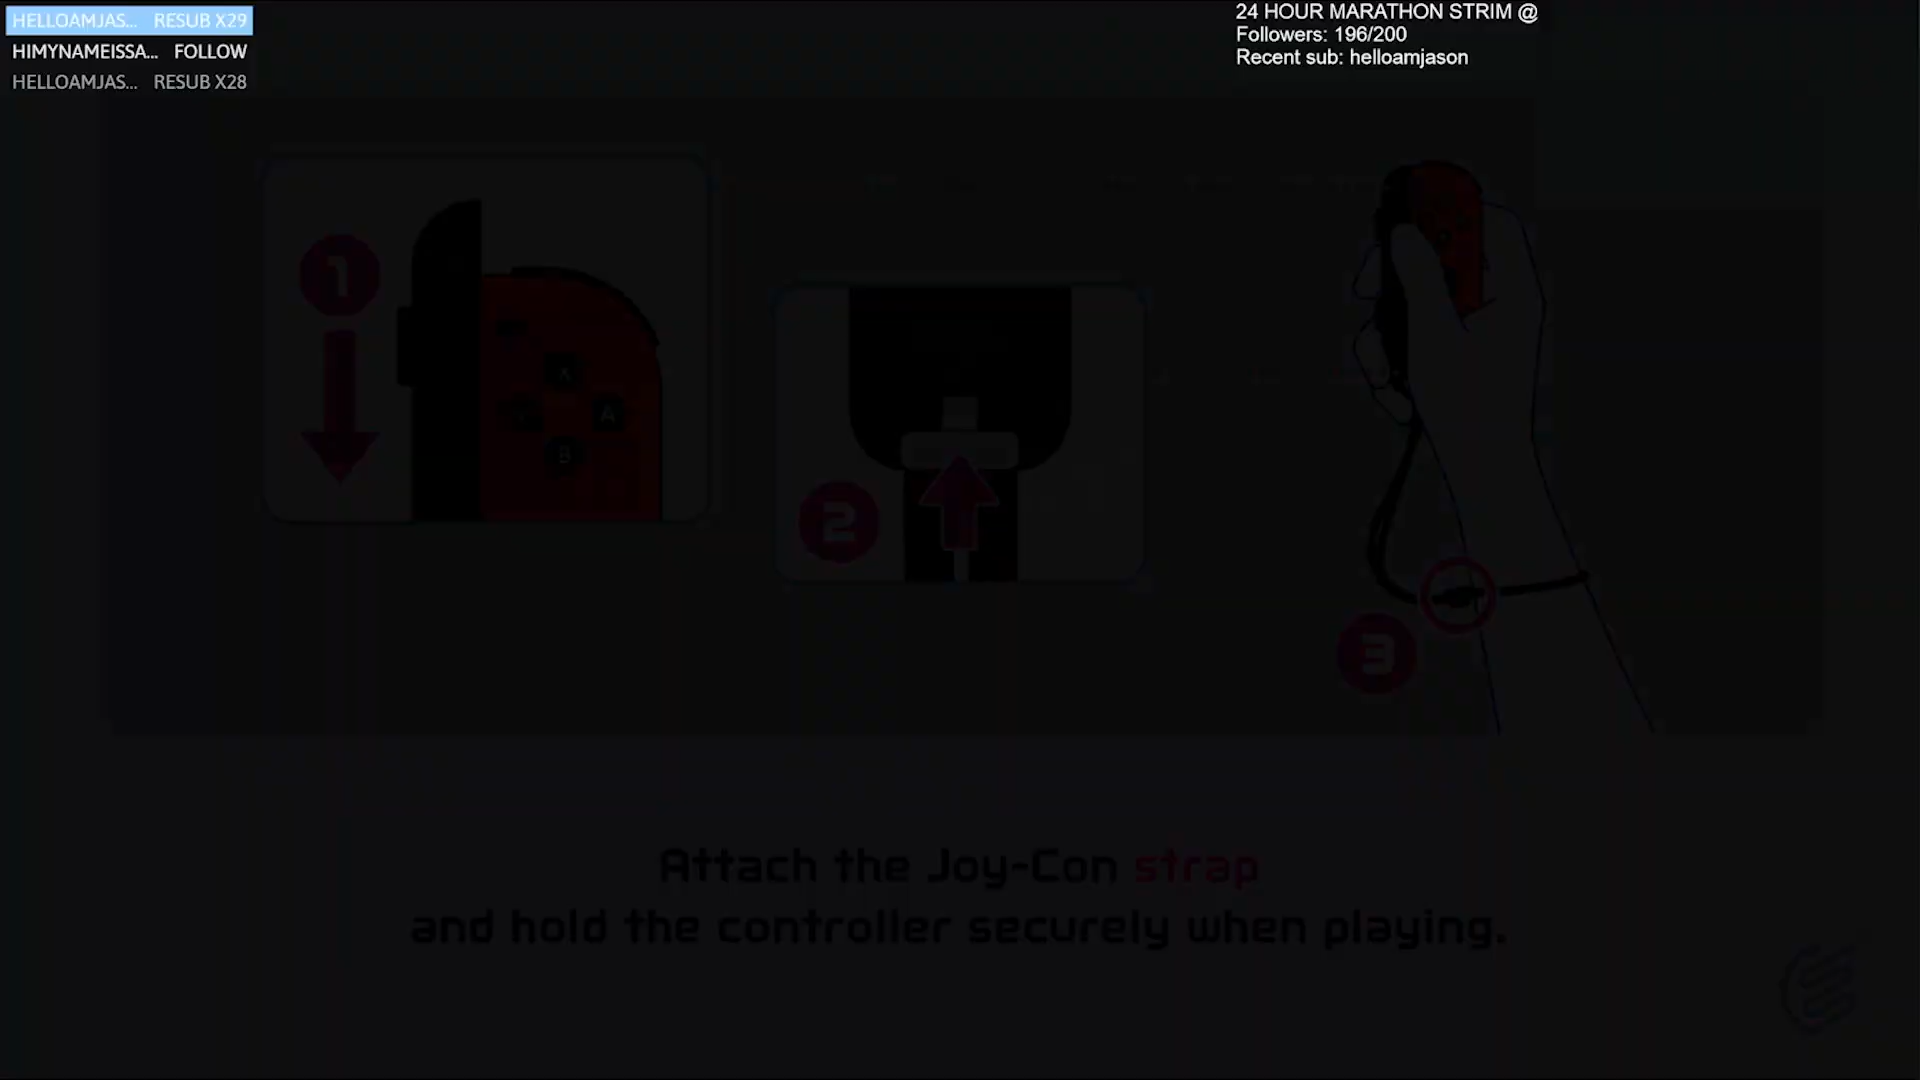 HELLOAMJAS... RESUB X29
HIMYNAMEISSA... FOLLOW
HELLOAMJAS... RESUB X28
24 HOUR MARATHON STRIM @
Followers: 196/200
Recent sub: helloamjason
1
X
A
B
2
3
Attach the Joy-Con strap
and hold the controller securely when playing.